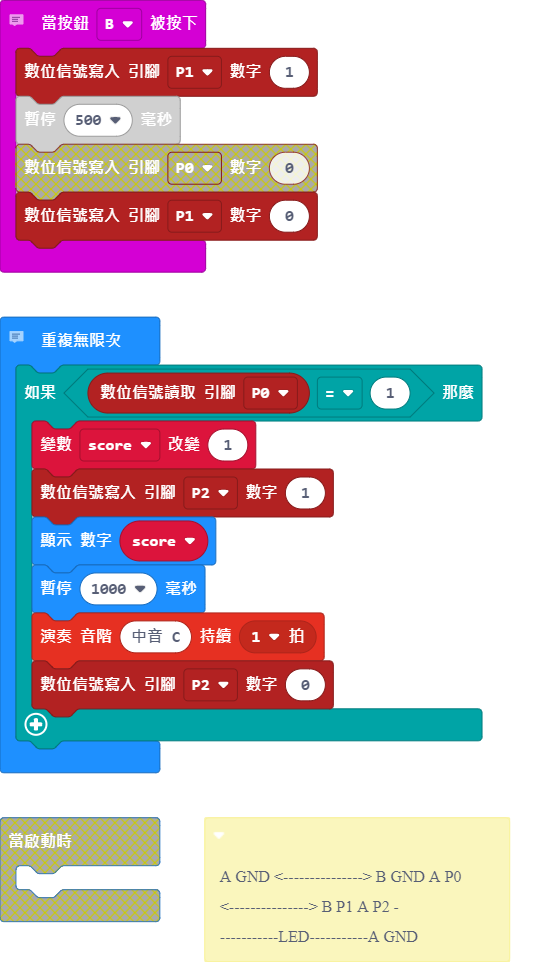 當按鈕 B 被按下
數位信號寫入 引腳 P1 數字 1
暫停 500 毫秒
數位信號寫入 引腳 P0 數字 0
數位信號寫入 引腳 P1 數字 0
重複無限次
如果 數位信號讀取 引腳 P0 = 1 那麼
變數 score 改變 1
數位信號寫入 引腳 P2 數字 1
顯示 數字 score
暫停 1000 毫秒
演奏 音階 中音 C 持續 1 拍
數位信號寫入 引腳 P2 數字 0
當啟動時
A GND <---------------> B GND A P0
<---------------> B P1 A P2 -
-----------LED-----------A GND